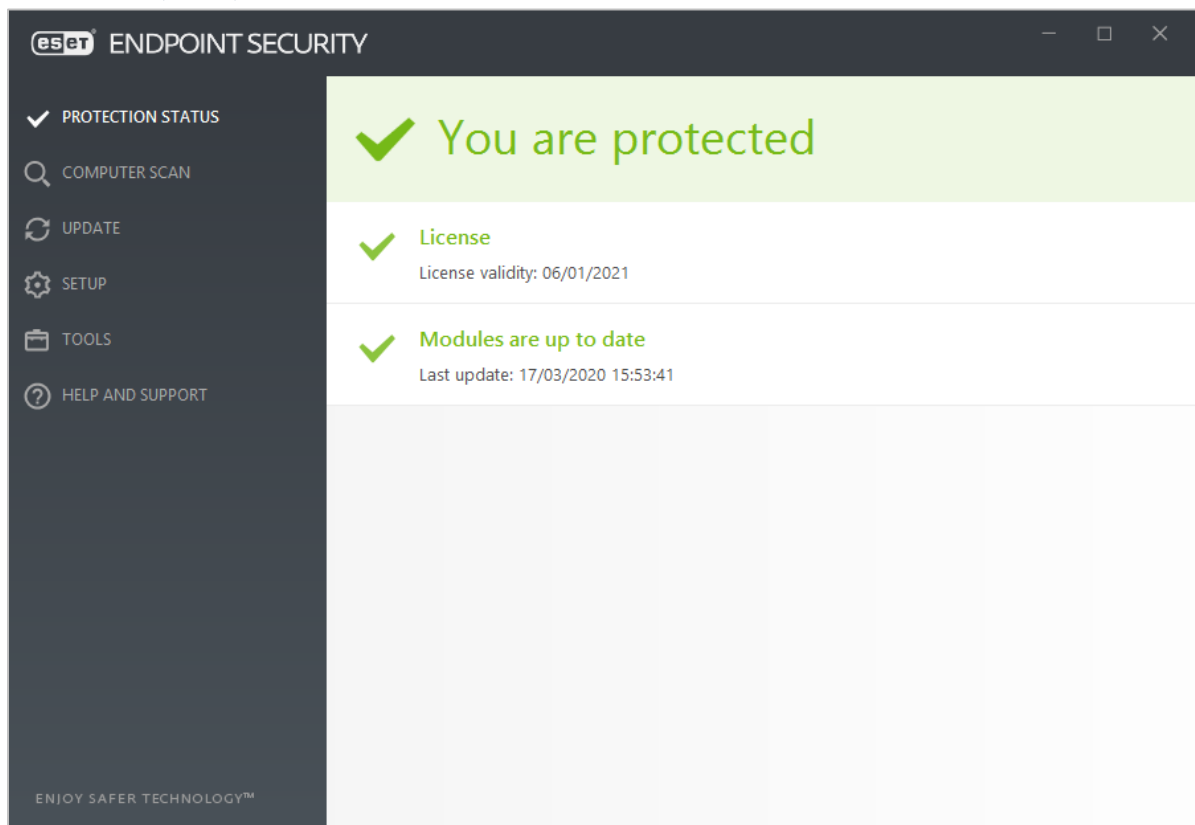 eset ENDPOINT SECURITY
PROTECTION STATUS
COMPUTER SCAN
UPDATE
SETUP
TOOLS
HELP AND SUPPORT
ENJOY SAFER TECHNOLOGY™
You are protected
License
License validity: 06/01/2021
Modules are up to date
Last update: 17/03/2020 15:53:41